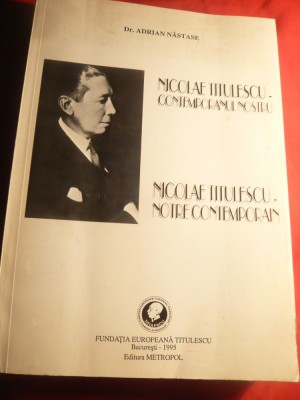 Dr. ADRIAN NĂSTASE
NICOLAE TITULESCU -
CONTEMPORANUL NOSTRU
NICOLAE TITULESCU -
NOTRE CONTEMPORAIN
FUNDAȚIA EUROPEANĂ TITULESCU
București - 1995
Editura METROPOL